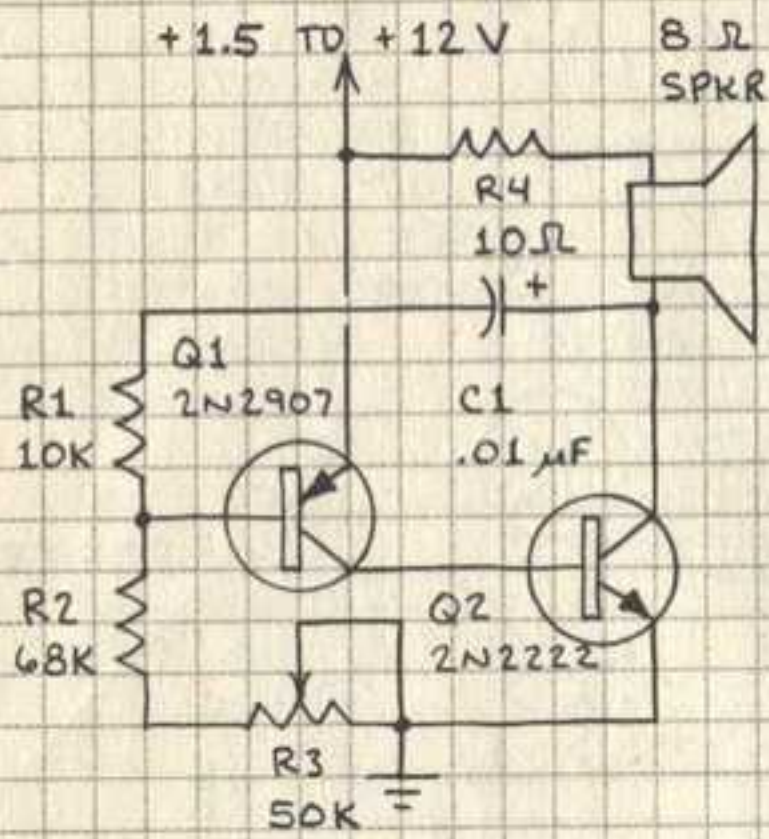 +1.5 TO +12 V
8 Ω
SPKR
R4
10Ω
+
Q1
2N2907
R1
10K
C1
.01 µF
R2
68K
Q2
2N2222
R3
50K